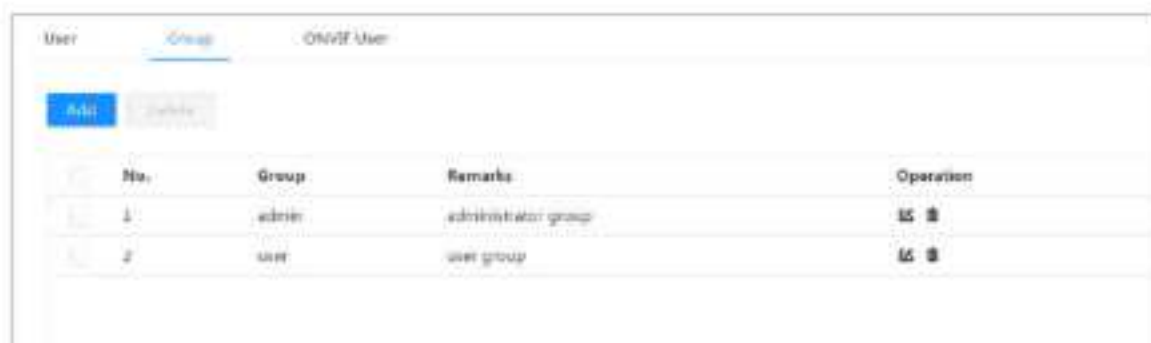 User Group ONVIF User
Add Delete
No. Group Remarks Operation
1 admin administrator group
2 user user group